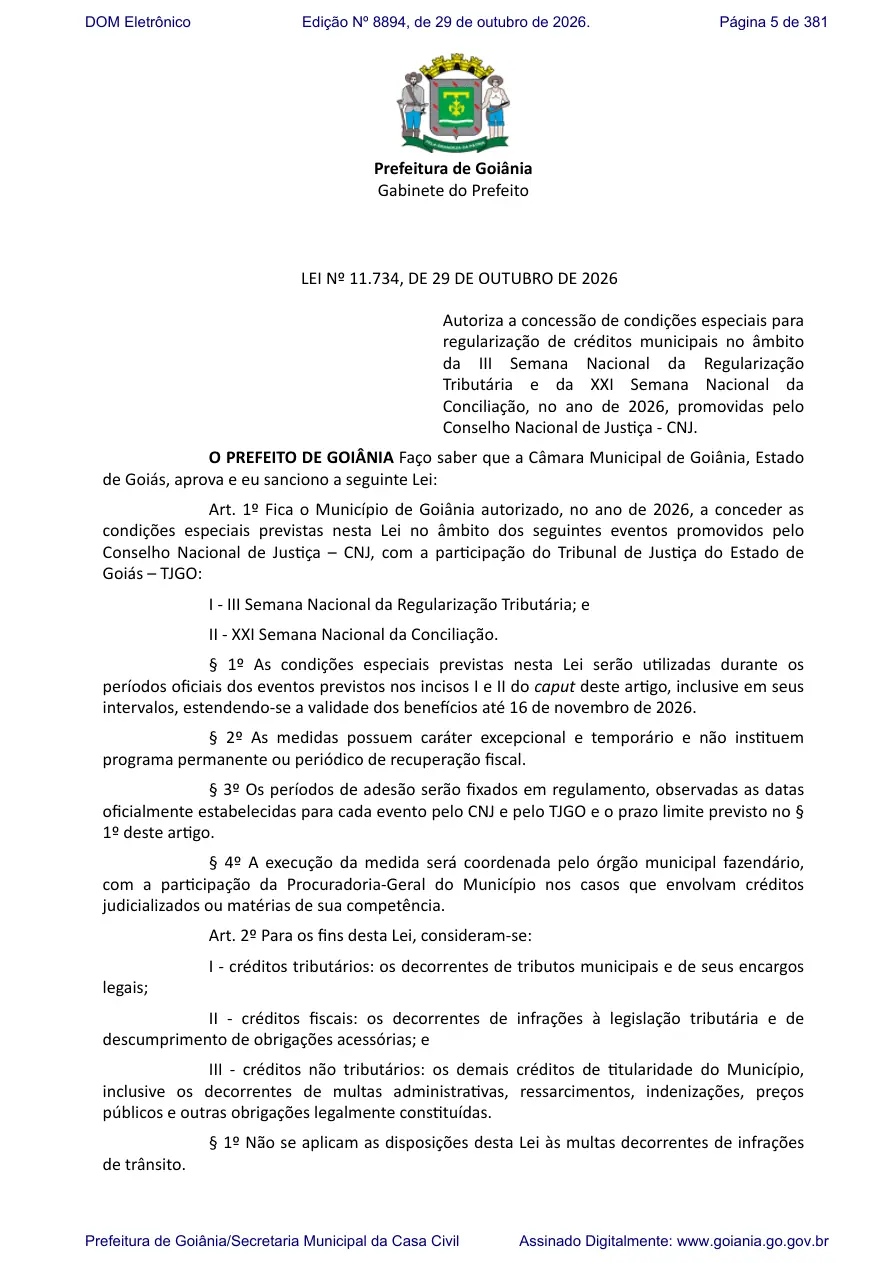 DOM Eletrônico Edição Nº 8894, de 29 de outubro de 2026. Página 5 de 381
PELA GRANDEZA DA PÁTRIA
Prefeitura de Goiânia
Gabinete do Prefeito
LEI Nº 11.734, DE 29 DE OUTUBRO DE 2026
Autoriza a concessão de condições especiais para
regularização de créditos municipais no âmbito
da III Semana Nacional da Regularização
Tributária e da XXI Semana Nacional da
Conciliação, no ano de 2026, promovidas pelo
Conselho Nacional de Justiça - CNJ.
O PREFEITO DE GOIÂNIA Faço saber que a Câmara Municipal de Goiânia, Estado
de Goiás, aprova e eu sanciono a seguinte Lei:
Art. 1º Fica o Município de Goiânia autorizado, no ano de 2026, a conceder as
condições especiais previstas nesta Lei no âmbito dos seguintes eventos promovidos pelo
Conselho Nacional de Justiça – CNJ, com a participação do Tribunal de Justiça do Estado de
Goiás – TJGO:
I - III Semana Nacional da Regularização Tributária; e
II - XXI Semana Nacional da Conciliação.
§ 1º As condições especiais previstas nesta Lei serão utilizadas durante os
períodos oficiais dos eventos previstos nos incisos I e II do caput deste artigo, inclusive em seus
intervalos, estendendo-se a validade dos benefícios até 16 de novembro de 2026.
§ 2º As medidas possuem caráter excepcional e temporário e não instituem
programa permanente ou periódico de recuperação fiscal.
§ 3º Os períodos de adesão serão fixados em regulamento, observadas as datas
oficialmente estabelecidas para cada evento pelo CNJ e pelo TJGO e o prazo limite previsto no §
1º deste artigo.
§ 4º A execução da medida será coordenada pelo órgão municipal fazendário,
com a participação da Procuradoria-Geral do Município nos casos que envolvam créditos
judicializados ou matérias de sua competência.
Art. 2º Para os fins desta Lei, consideram-se:
I - créditos tributários: os decorrentes de tributos municipais e de seus encargos
legais;
II - créditos fiscais: os decorrentes de infrações à legislação tributária e de
descumprimento de obrigações acessórias; e
III - créditos não tributários: os demais créditos de titularidade do Município,
inclusive os decorrentes de multas administrativas, ressarcimentos, indenizações, preços
públicos e outras obrigações legalmente constituídas.
§ 1º Não se aplicam as disposições desta Lei às multas decorrentes de infrações
de trânsito.
Prefeitura de Goiânia/Secretaria Municipal da Casa Civil Assinado Digitalmente: www.goiania.go.gov.br